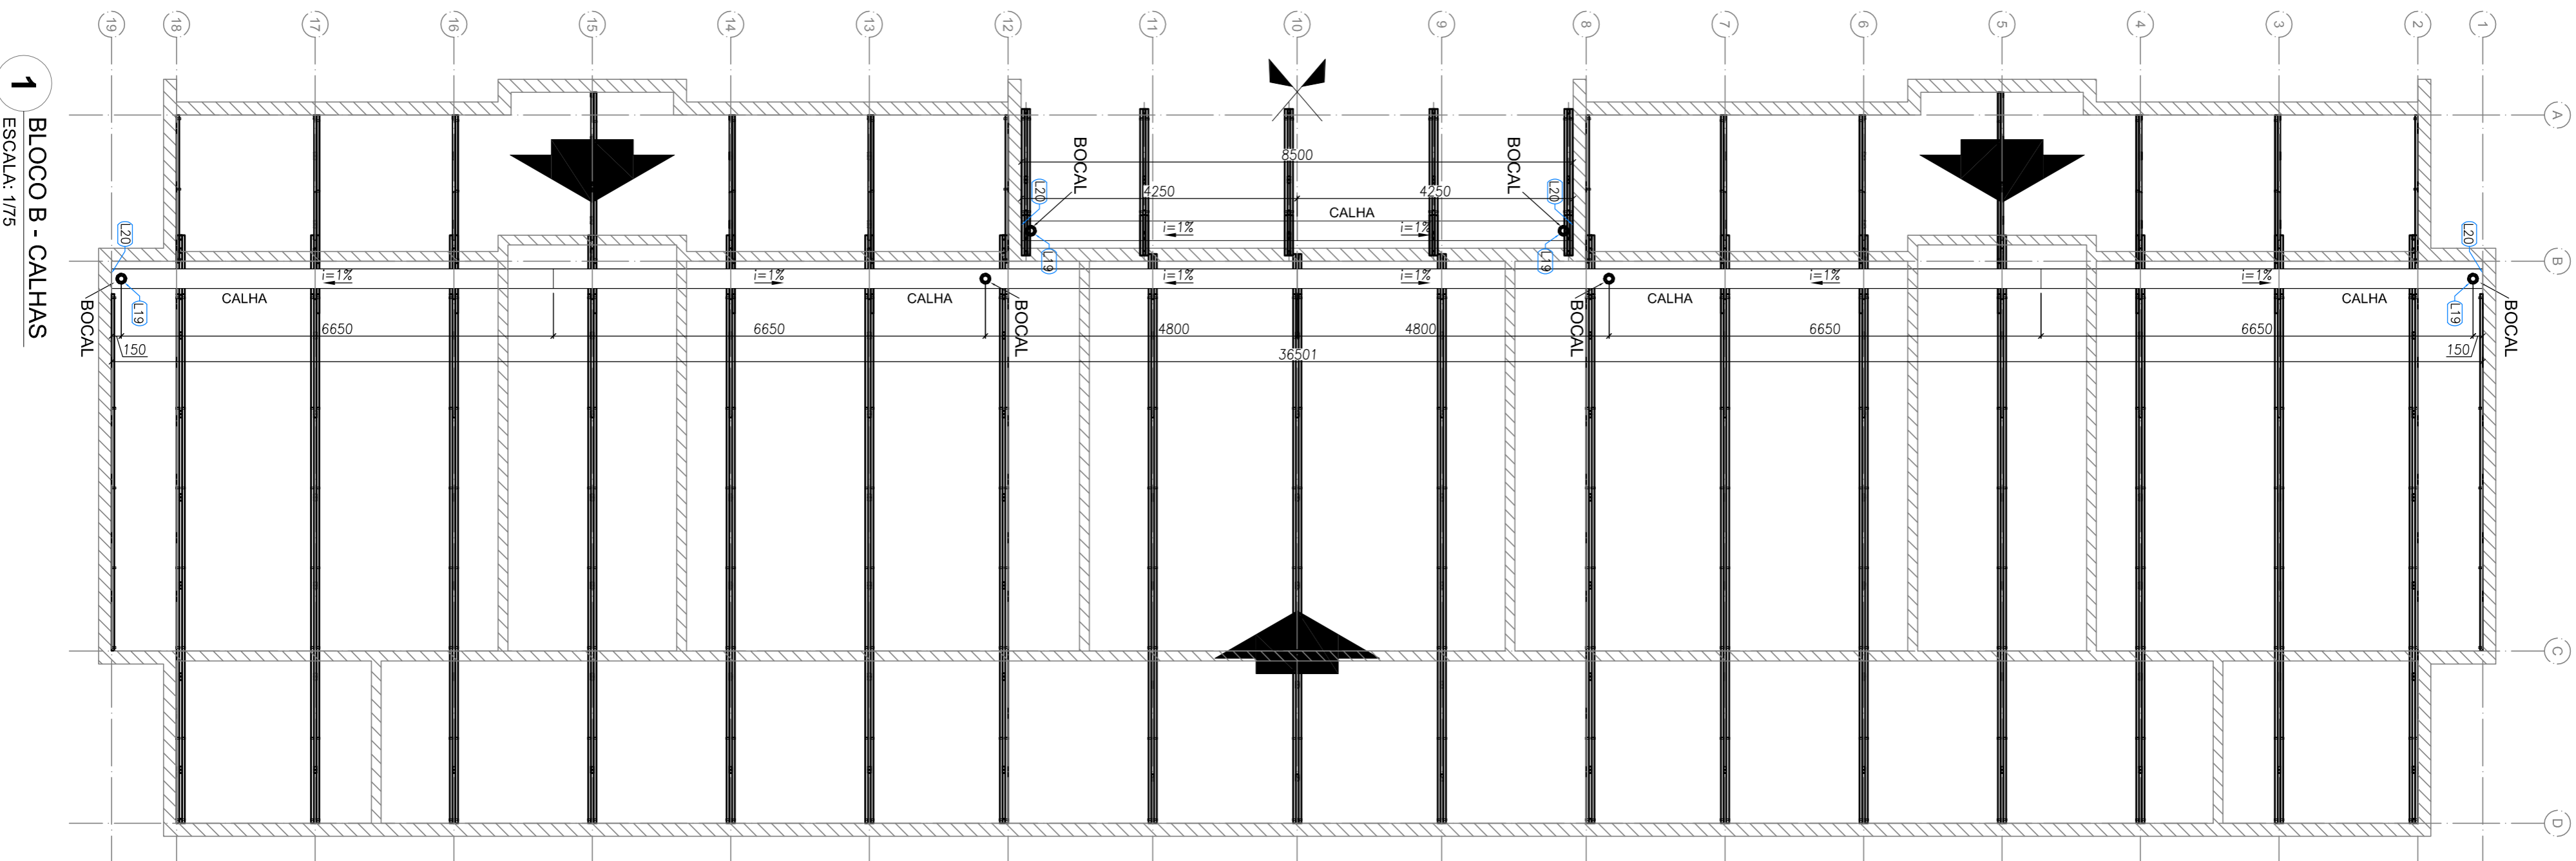 19
18
17
16
15
14
13
12
11
10
9
8
7
6
5
4
3
2
1
A
B
C
D
BOCAL
BOCAL
8500
4250
4250
L20
L20
CALHA
i=1%
i=1%
L19
L19
L20
L20
i=1%
i=1%
i=1%
i=1%
i=1%
i=1%
L19
L19
CALHA
CALHA
CALHA
CALHA
BOCAL
BOCAL
BOCAL
BOCAL
6650
6650
4800
4800
6650
6650
150
150
36501
1
BLOCO B - CALHAS
ESCALA: 1/75